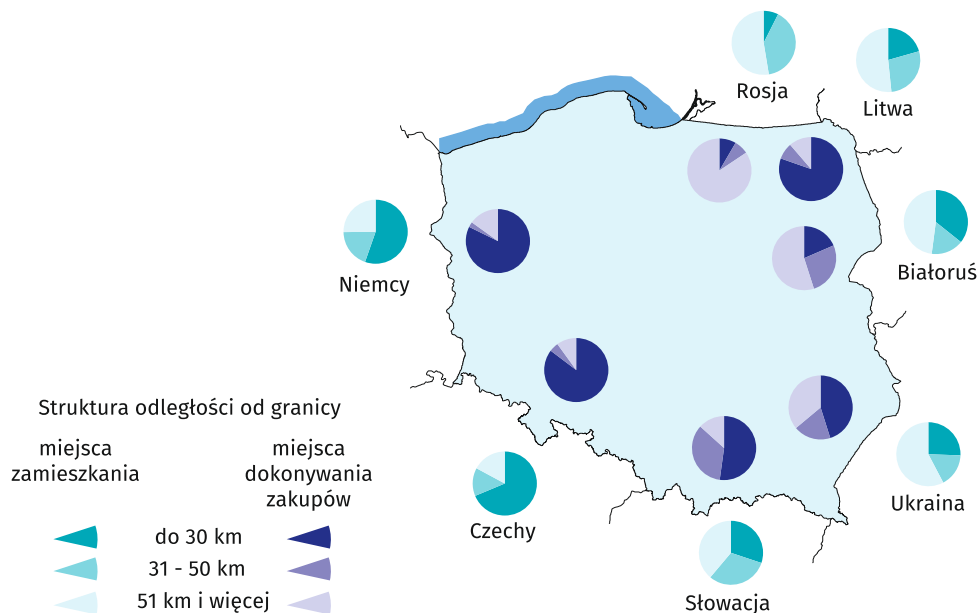 Rosja
Litwa
Niemcy
Białoruś
Struktura odległości od granicy
miejsca
zamieszkania
miejsca
dokonywania
zakupów
do 30 km
31 - 50 km
51 km i więcej
Czechy
Ukraina
Słowacja